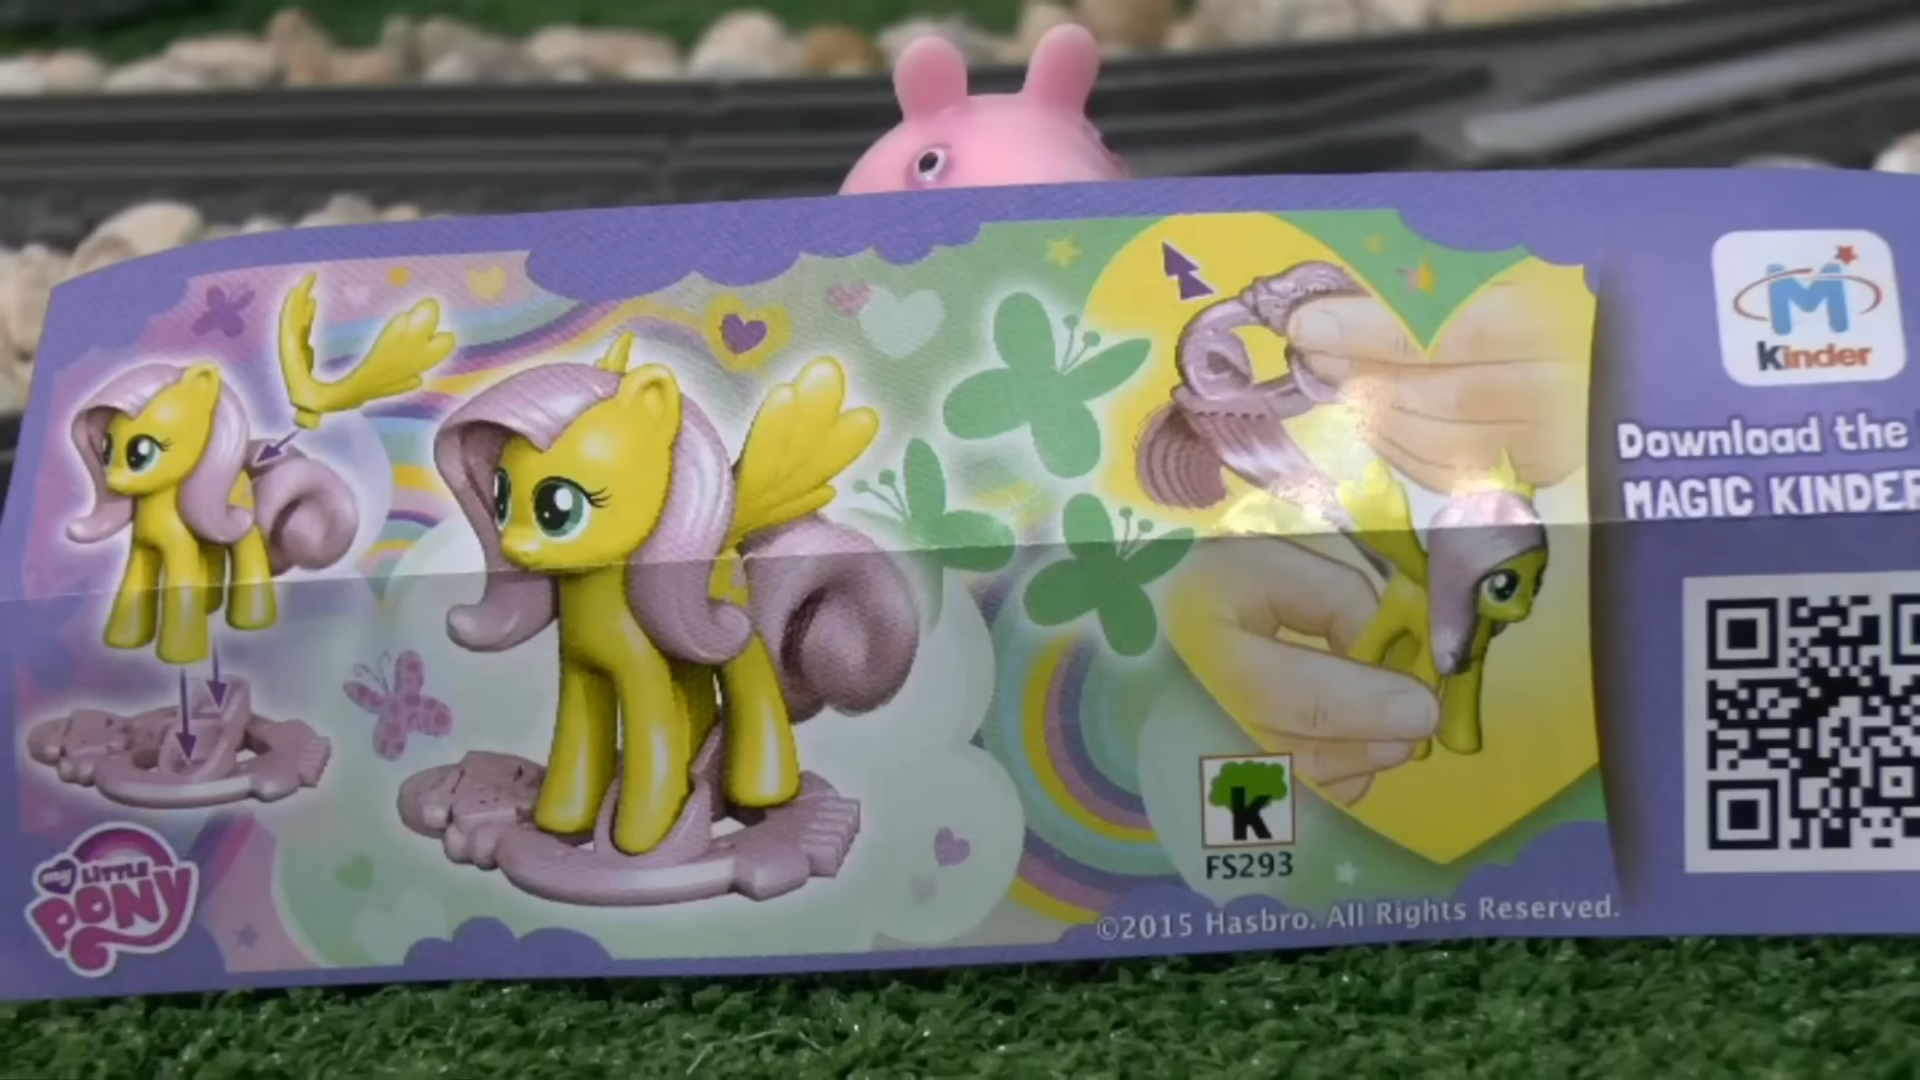 my LITTLE
PONY
K
FS293
©2015 Hasbro. All Rights Reserved.
M
Kinder
Download the
MAGIC KINDER